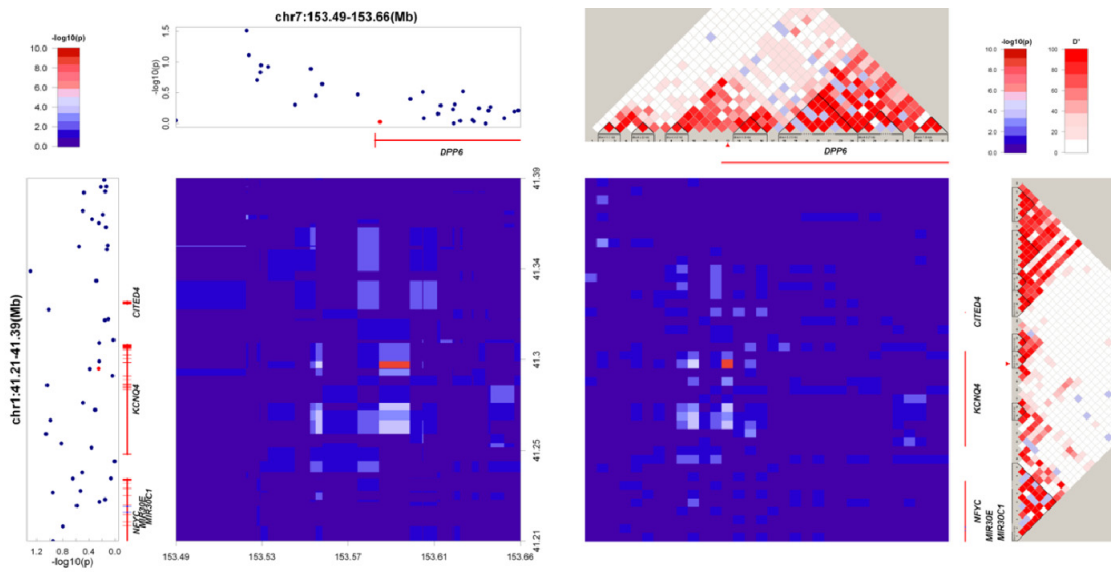 chr7:153.49-153.66(Mb)
-log10(p)
10.0
8.0
6.0
4.0
2.0
0.0
-log10(p)
1.5
1.0
0.5
0.0
DPP6
DPP6
-log10(p)
10.0
8.0
6.0
4.0
2.0
0.0
D'
100
80
60
40
20
0
chr1:41.21-41.39(Mb)
CITED4
KCNQ4
NFYC
MIR30E
MIR30C1
1.2 0.8 0.4 0.0
-log10(p)
41.39
41.34
41.3
41.25
41.21
153.49 153.53 153.57 153.61 153.66
CITED4
KCNQ4
NFYC
MIR30E
MIR30C1